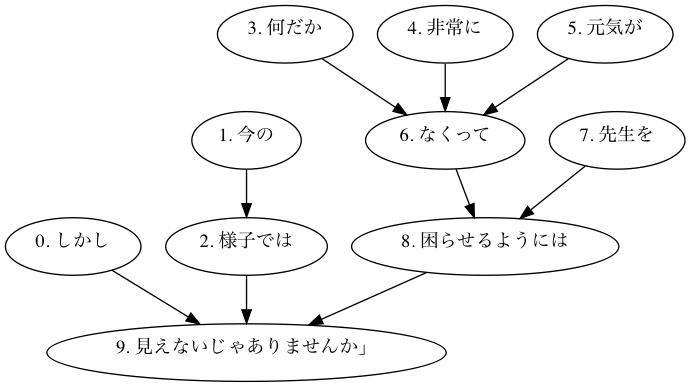 3. 何だか
4. 非常に
5. 元気が
1. 今の
6. なくって
7. 先生を
0. しかし
2. 様子では
8. 困らせるようには
9. 見えないじゃありませんか」